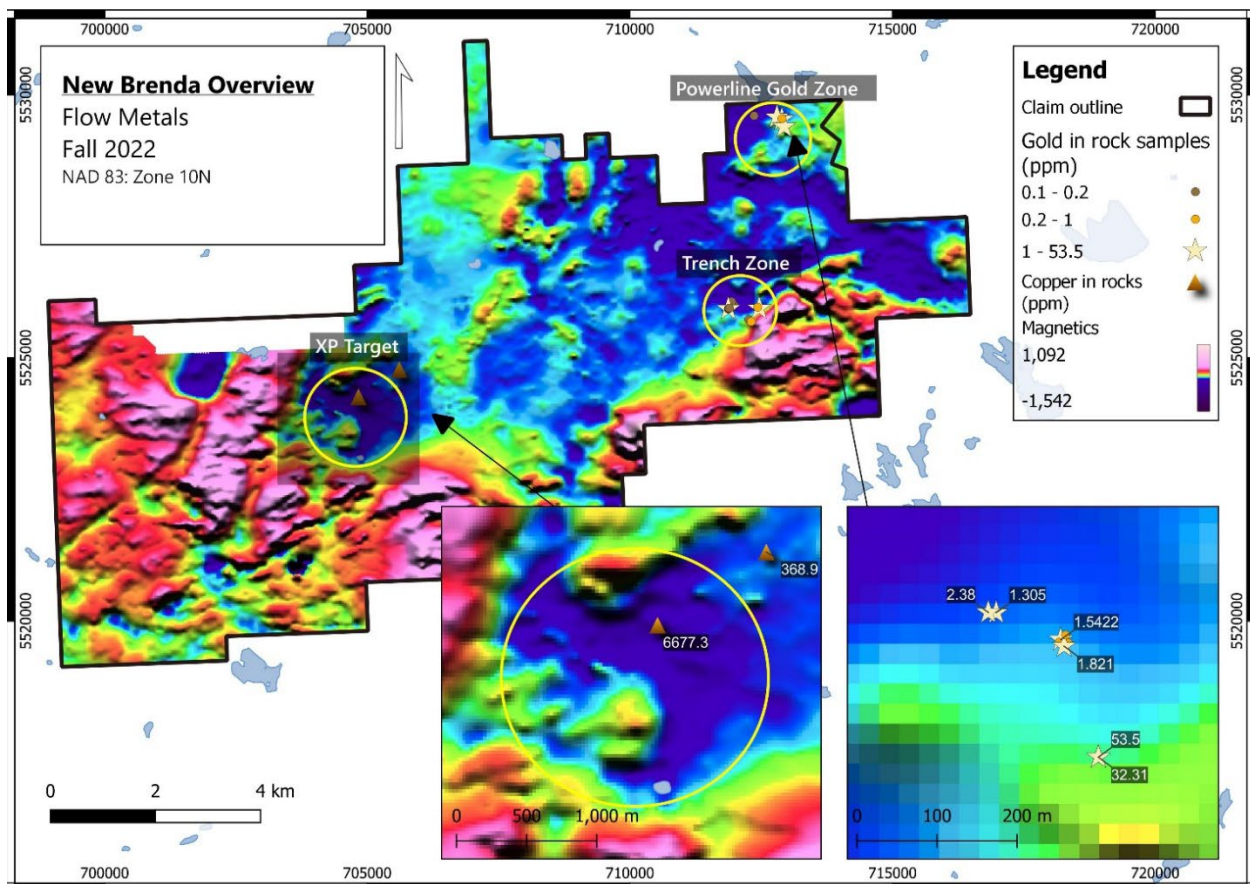 700000
705000
710000
715000
720000
New Brenda Overview
Flow Metals
Fall 2022
NAD 83: Zone 10N
Powerline Gold Zone
Trench Zone
XP Target
Legend
Claim outline
Gold in rock samples
(ppm)
0.1 - 0.2
0.2 - 1
1 - 53.5
Copper in rocks
(ppm)
Magnetics
1,092
-1,542
5530000
5525000
5520000
5530000
5525000
5520000
368.9
6677.3
0 500 1,000 m
2.38
1.305
1.5422
1.821
53.5
32.31
0 100 200 m
0 2 4 km
700000
705000
710000
715000
720000